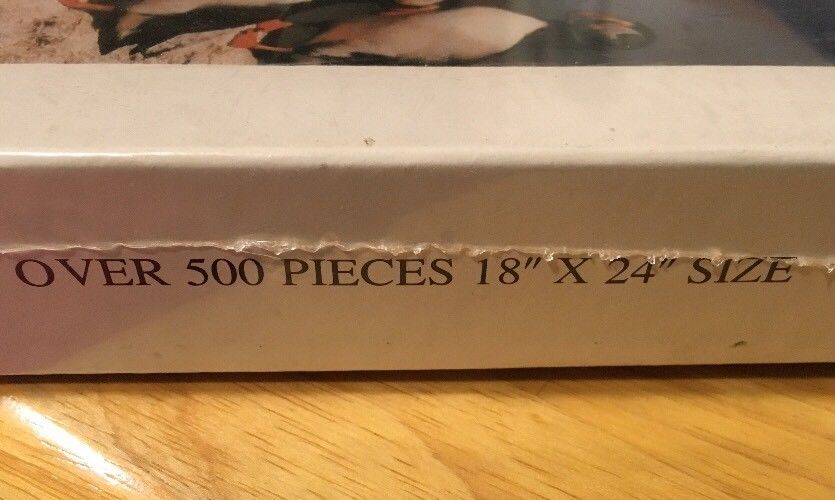 OVER 500 PIECES 18" X 24" SIZE